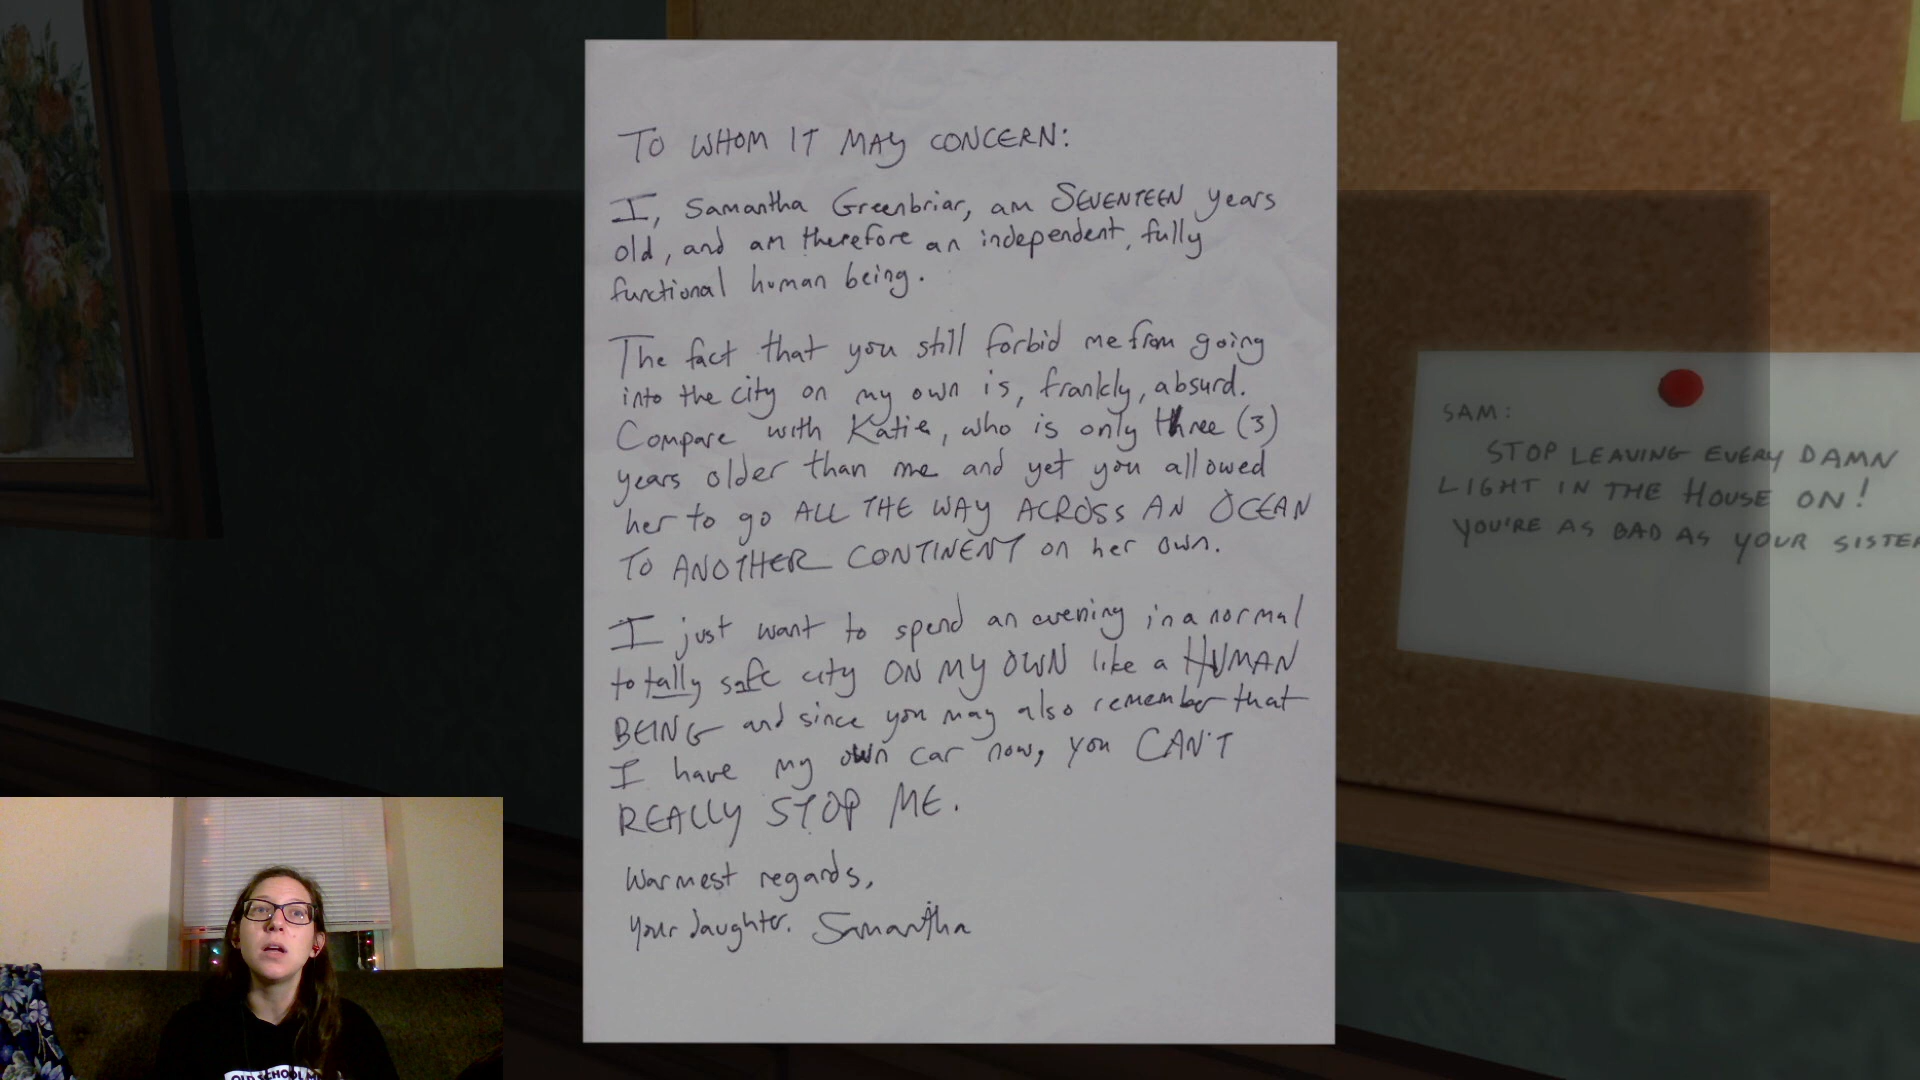 TO WHOM IT MAY CONCERN:
I, Samantha Greenbriar, am SEVENTEEN years
old, and am therefore an independent, fully
functional human being.
The fact that you still forbid me from going
into the city on my own is, frankly, absurd.
Compare with Katie, who is only three (3)
years older than me and yet you allowed
her to go ALL THE WAY ACROSS AN OCEAN
TO ANOTHER CONTINENT on her own.
I just want to spend an evening in a normal
totally safe city ON MY OWN like a HUMAN
BEING and since you may also remember that
I have my own car now, you CAN'T
REALLY STOP ME.
Warmest regards,
Your daughter. Samantha
SAM:
STOP LEAVING EVERY DAMN
LIGHT IN THE HOUSE ON!
YOU'RE AS BAD AS YOUR SISTER
OLD SCHOOL